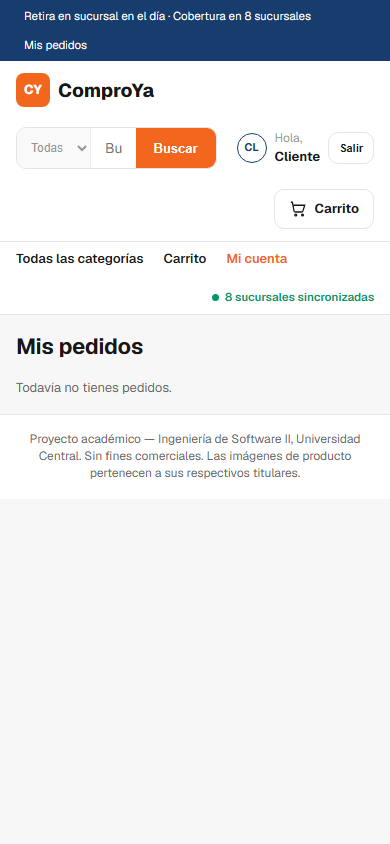 Retira en sucursal en el día · Cobertura en 8 sucursales
Mis pedidos
CY ComproYa
Todas Bu Buscar
CL Hola, Cliente Salir
Carrito
Todas las categorías Carrito Mi cuenta
8 sucursales sincronizadas
Mis pedidos
Todavía no tienes pedidos.
Proyecto académico — Ingeniería de Software II, Universidad
Central. Sin fines comerciales. Las imágenes de producto
pertenecen a sus respectivos titulares.